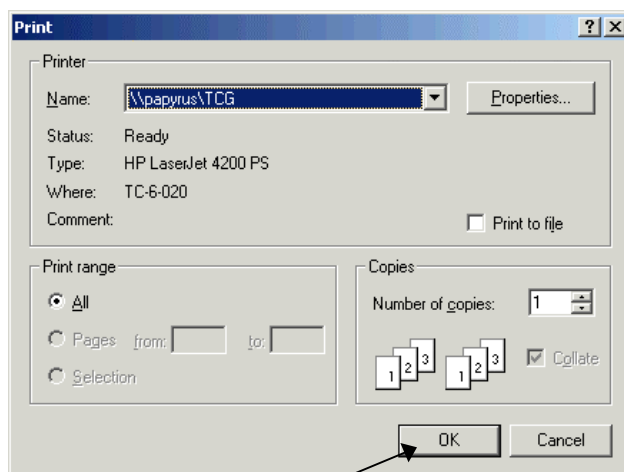 Print
Printer
Name: \\papyrus\TCG Properties...
Status: Ready
Type: HP LaserJet 4200 PS
Where: TC-6-020
Comment: Print to file
Print range
All
Pages from: to:
Selection
Copies
Number of copies: 1
1 2 3 1 2 3 Collate
OK Cancel